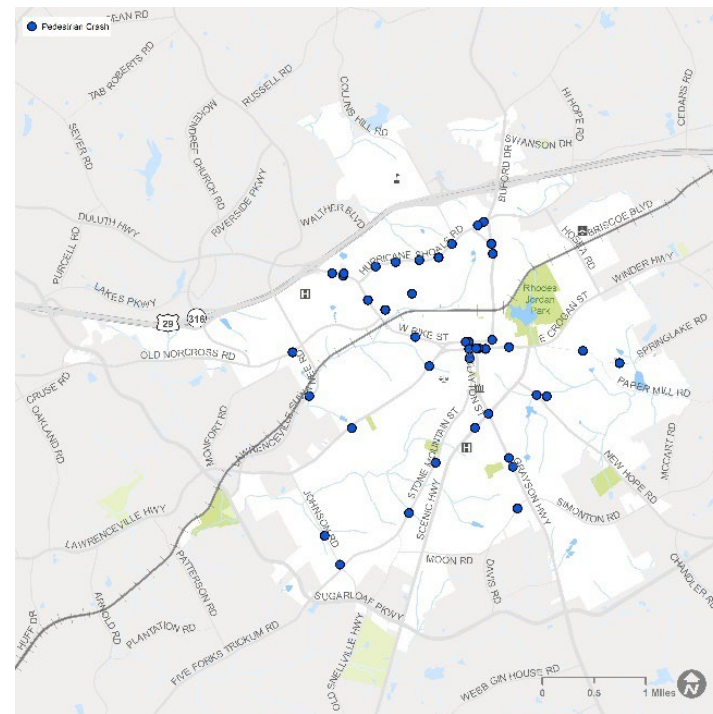 Pedestrian Crash
DEAN RD
TAB ROBERTS RD
RUSSELL RD
COLLINS HILL RD
HI HOPE RD
CEDARS RD
SEYER RD
MCKENDREE CHURCH RD
SWANSON DR
BUFORD DR
DULUTH HWY
RIVERSIDE PKWY
WALTHER BLVD
BRISCOE BLVD
PURCELL RD
HURRICANE SHOALS RD
HOSEA RD
WINDER HWY
LAKES PKWY
H
Rhodes
Jordan
Park
29
316
W PIKE ST
E CROGAN ST
OLD NORCROSS RD
SPRINGLAKE RD
CRUSE RD
PAPER MILL RD
CLAYTON ST
OAKLAND RD
MONFORT RD
LAWRENCEVILLE SUWANEE RD
STONE MOUNTAIN ST
H
MCCART RD
NEW HOPE RD
GRAYSON HWY
SIMONTON RD
JOHNSON RD
SCENIC HWY
LAWRENCEVILLE HWY
MOON RD
DAVIS RD
CHANDLER RD
PATTERSON RD
SUGARLOAF PKWY
ARNOLD RD
HUFF DR
PLANTATION RD
FIVE FORKS TRICKUM RD
OLD SNELLVILLE HWY
WEBB GIN HOUSE RD
0 0.5 1 Miles
N